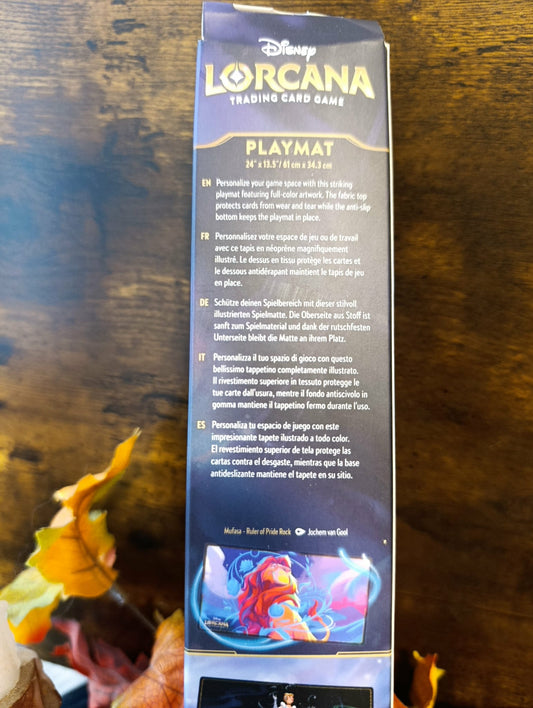 Disney
LORCANA
TRADING CARD GAME
PLAYMAT
24" x 13.5"/ 61 cm x 34.3 cm
EN Personalize your game space with this striking
playmat featuring full-color artwork. The fabric top
protects cards from wear and tear while the anti-slip
bottom keeps the playmat in place.
FR Personnalisez votre espace de jeu ou de travail
avec ce tapis en néoprène magnifiquement
illustré. Le dessus en tissu protège les cartes et
le dessous antidérapant maintient le tapis de jeu
en place.
DE Schütze deinen Spielbereich mit dieser stilvoll
illustrierten Spielmatte. Die Oberseite aus Stoff ist
sanft zum Spielmaterial und dank der rutschfesten
Unterseite bleibt die Matte an ihrem Platz.
IT Personalizza il tuo spazio di gioco con questo
bellissimo tappetino completamente illustrato.
Il rivestimento superiore in tessuto protegge le
tue carte dall'usura, mentre il fondo antiscivolo in
gomma mantiene il tappetino fermo durante l'uso.
ES Personaliza tu espacio de juego con este
impresionante tapete ilustrado a todo color.
El revestimiento superior de tela protege las
cartas contra el desgaste, mientras que la base
antideslizante mantiene el tapete en su sitio.
Mufasa - Ruler of Pride Rock Jochem van Gool
LORCANA